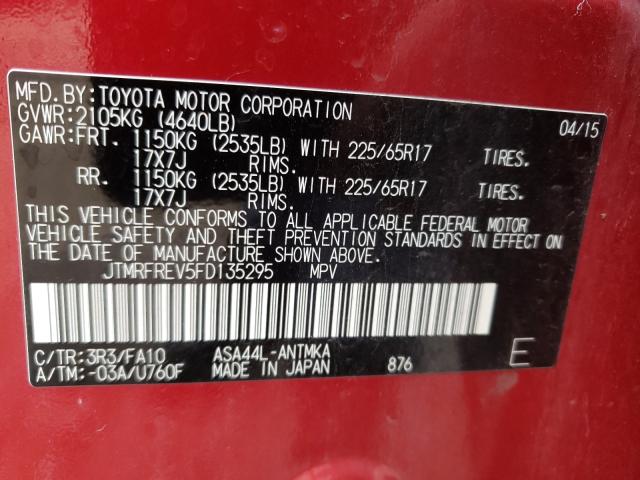 MFD.BY:TOYOTA MOTOR CORPORATION 04/15
GVWR:2105KG (4640LB)
GAWR:FRT. 1150KG (2535LB) WITH 225/65R17 TIRES.
17X7J RIMS.
RR. 1150KG (2535LB) WITH 225/65R17 TIRES.
17X7J RIMS.
THIS VEHICLE CONFORMS TO ALL APPLICABLE FEDERAL MOTOR
VEHICLE SAFETY AND THEFT PREVENTION STANDARDS IN EFFECT ON
THE DATE OF MANUFACTURE SHOWN ABOVE.
JTMRFREV5FD135295 MPV
C/TR:3R3/FA10 ASA44L-ANTMKA
A/TM:-03A/U760F MADE IN JAPAN 876 E